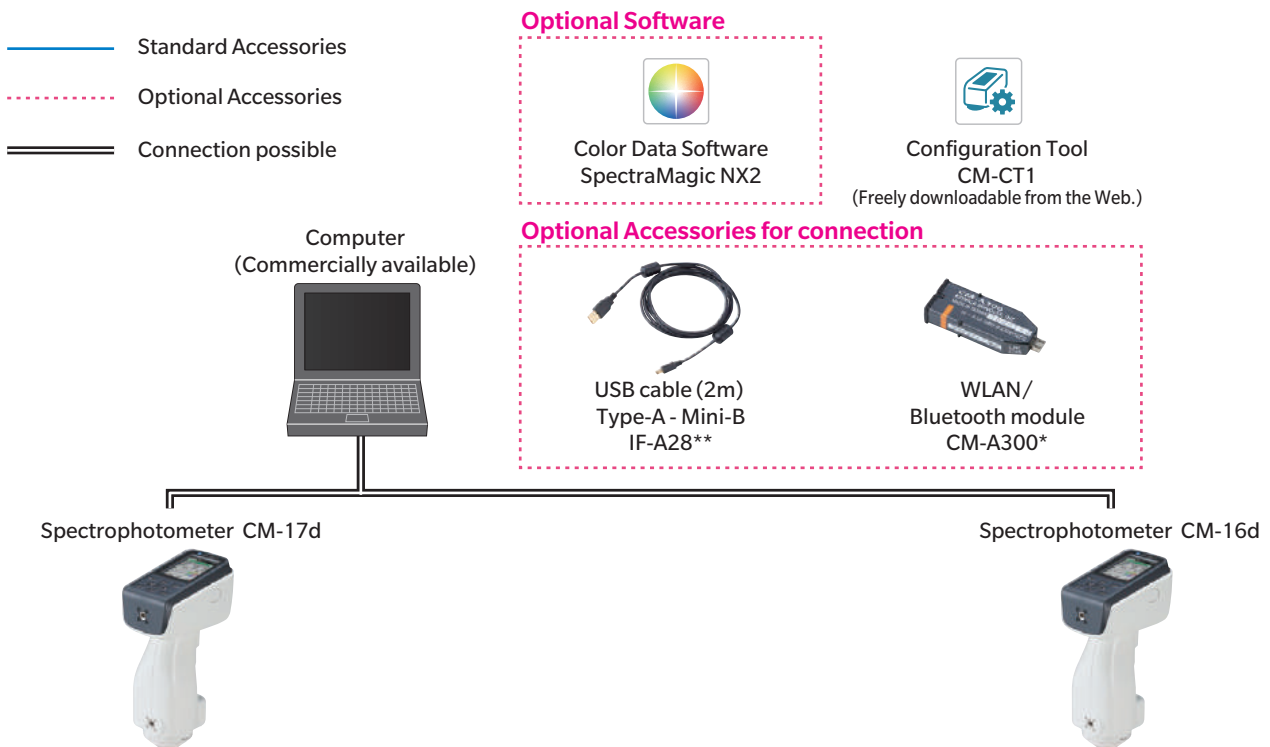 Optional Software
Standard Accessories
Optional Accessories
Connection possible
Color Data Software
SpectraMagic NX2
Configuration Tool
CM-CT1
(Freely downloadable from the Web.)
Computer
(Commercially available)
Optional Accessories for connection
USB cable (2m)
Type-A - Mini-B
IF-A28**
WLAN/
Bluetooth module
CM-A300*
Spectrophotometer CM-17d
Spectrophotometer CM-16d